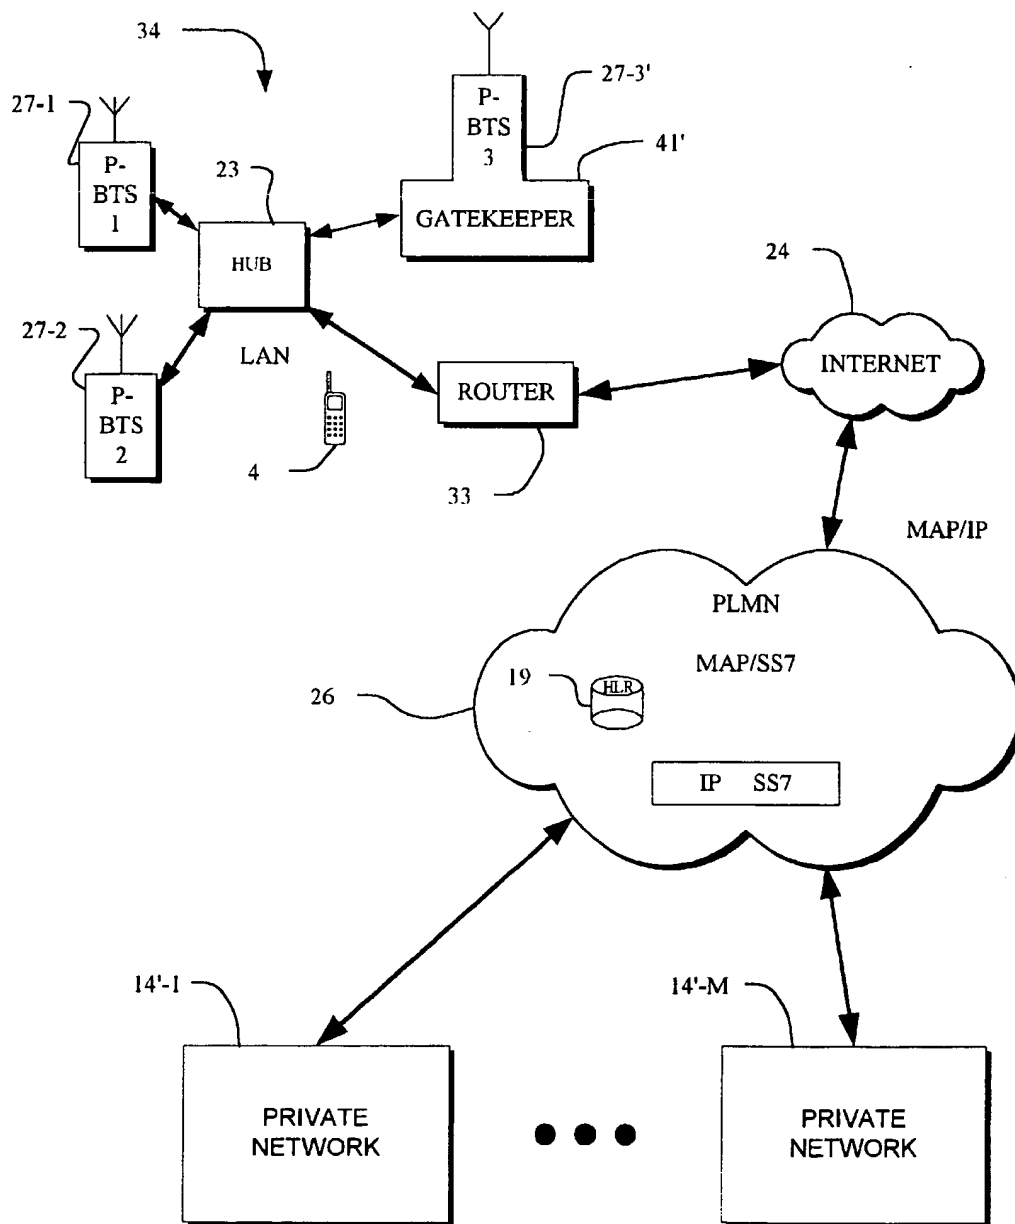 34
27-3'
27-1
P-
BTS
3
41'
P-
BTS
1
23
GATEKEEPER
HUB
24
27-2
LAN
INTERNET
ROUTER
P-
BTS
2
4
33
MAP/IP
PLMN
MAP/SS7
19
HLR
26
IP SS7
14'-1
14'-M
PRIVATE
NETWORK
PRIVATE
NETWORK